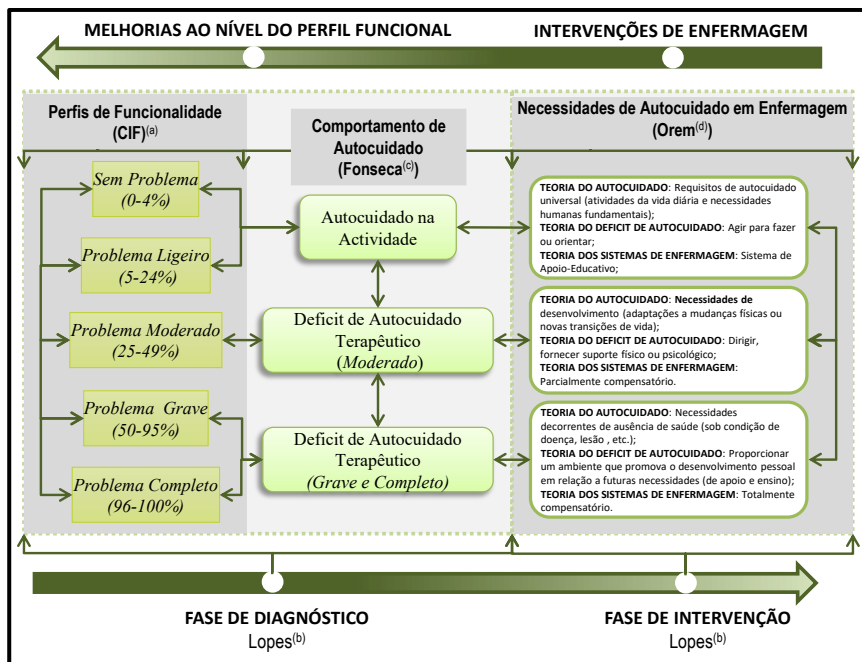 MELHORIAS AO NÍVEL DO PERFIL FUNCIONAL
INTERVENÇÕES DE ENFERMAGEM
Perfis de Funcionalidade
(CIF)(a)
Comportamento de
Autocuidado
(Fonseca(c))
Necessidades de Autocuidado em Enfermagem
(Orem(d))
Sem Problema
(0-4%)
Problema Ligeiro
(5-24%)
Problema Moderado
(25-49%)
Problema Grave
(50-95%)
Problema Completo
(96-100%)
Autocuidado na
Actividade
Deficit de Autocuidado
Terapêutico
(Moderado)
Deficit de Autocuidado
Terapêutico
(Grave e Completo)
TEORIA DO AUTOCUIDADO: Requisitos de autocuidado
universal (atividades da vida diária e necessidades
humanas fundamentais);
TEORIA DO DEFICIT DE AUTOCUIDADO: Agir para fazer
ou orientar;
TEORIA DOS SISTEMAS DE ENFERMAGEM: Sistema de
Apoio-Educativo;
TEORIA DO AUTOCUIDADO: Necessidades de
desenvolvimento (adaptações a mudanças físicas ou
novas transições de vida);
TEORIA DO DEFICIT DE AUTOCUIDADO: Dirigir,
fornecer suporte físico ou psicológico;
TEORIA DOS SISTEMAS DE ENFERMAGEM:
Parcialmente compensatório.
TEORIA DO AUTOCUIDADO: Necessidades
decorrentes de ausência de saúde (sob condição de
doença, lesão , etc.);
TEORIA DO DEFICIT DE AUTOCUIDADO: Proporcionar
um ambiente que promova o desenvolvimento pessoal
em relação a futuras necessidades (de apoio e ensino);
TEORIA DOS SISTEMAS DE ENFERMAGEM: Totalmente
compensatório.
FASE DE DIAGNÓSTICO
Lopes(b)
FASE DE INTERVENÇÃO
Lopes(b)